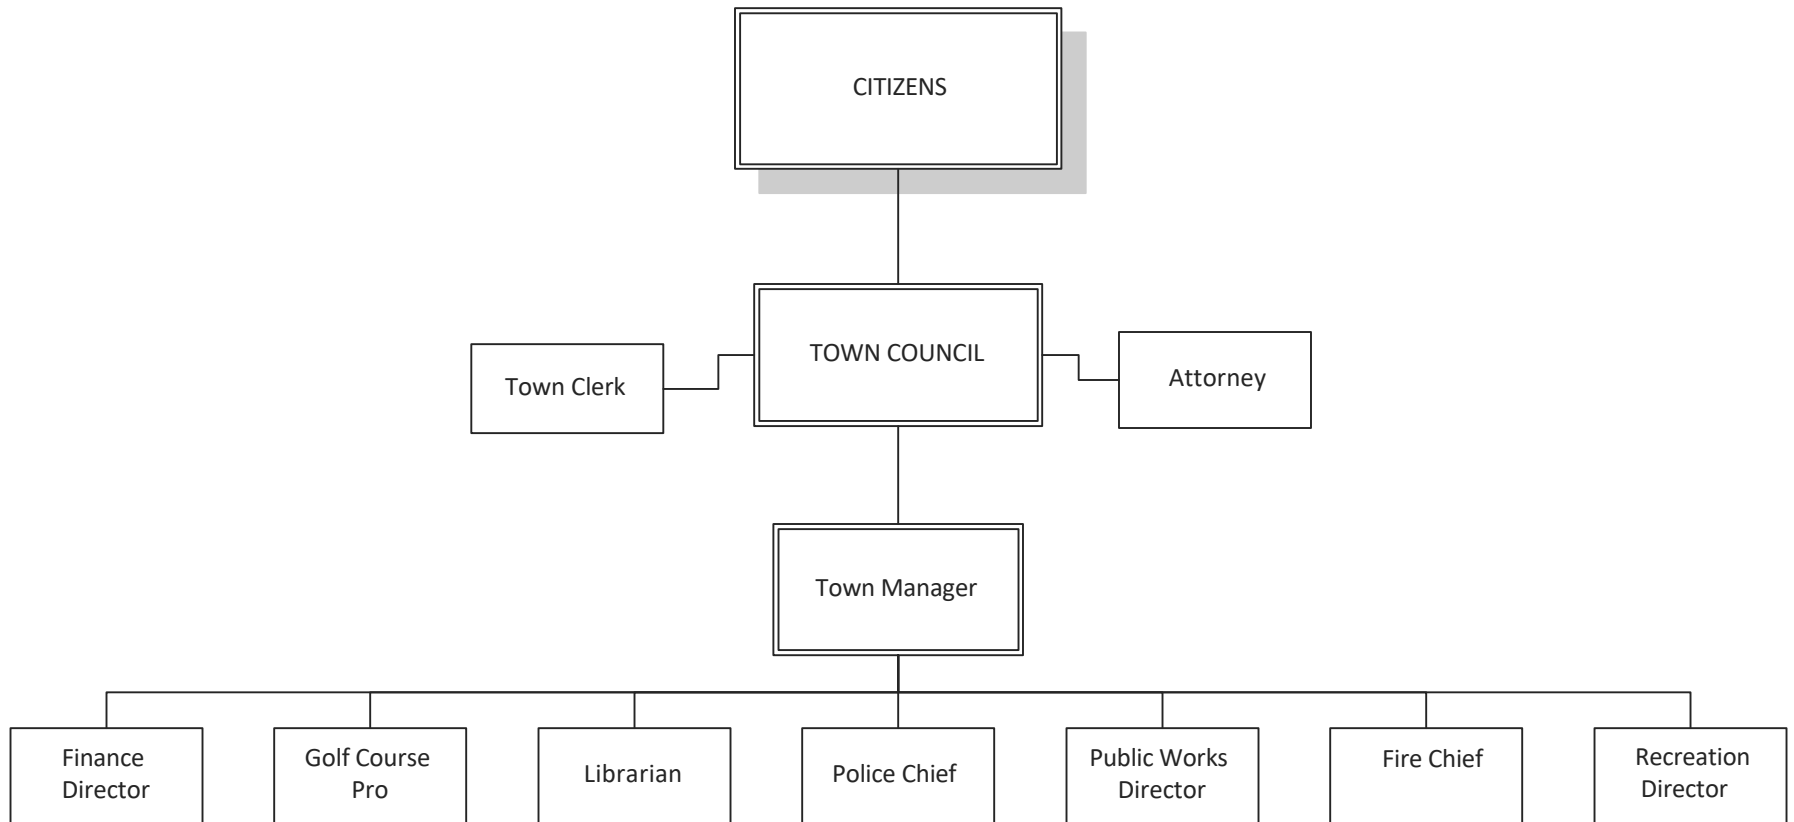 CITIZENS
TOWN COUNCIL
Town Clerk
Attorney
Town Manager
Finance
Director
Golf Course
Pro
Librarian
Police Chief
Public Works
Director
Fire Chief
Recreation
Director